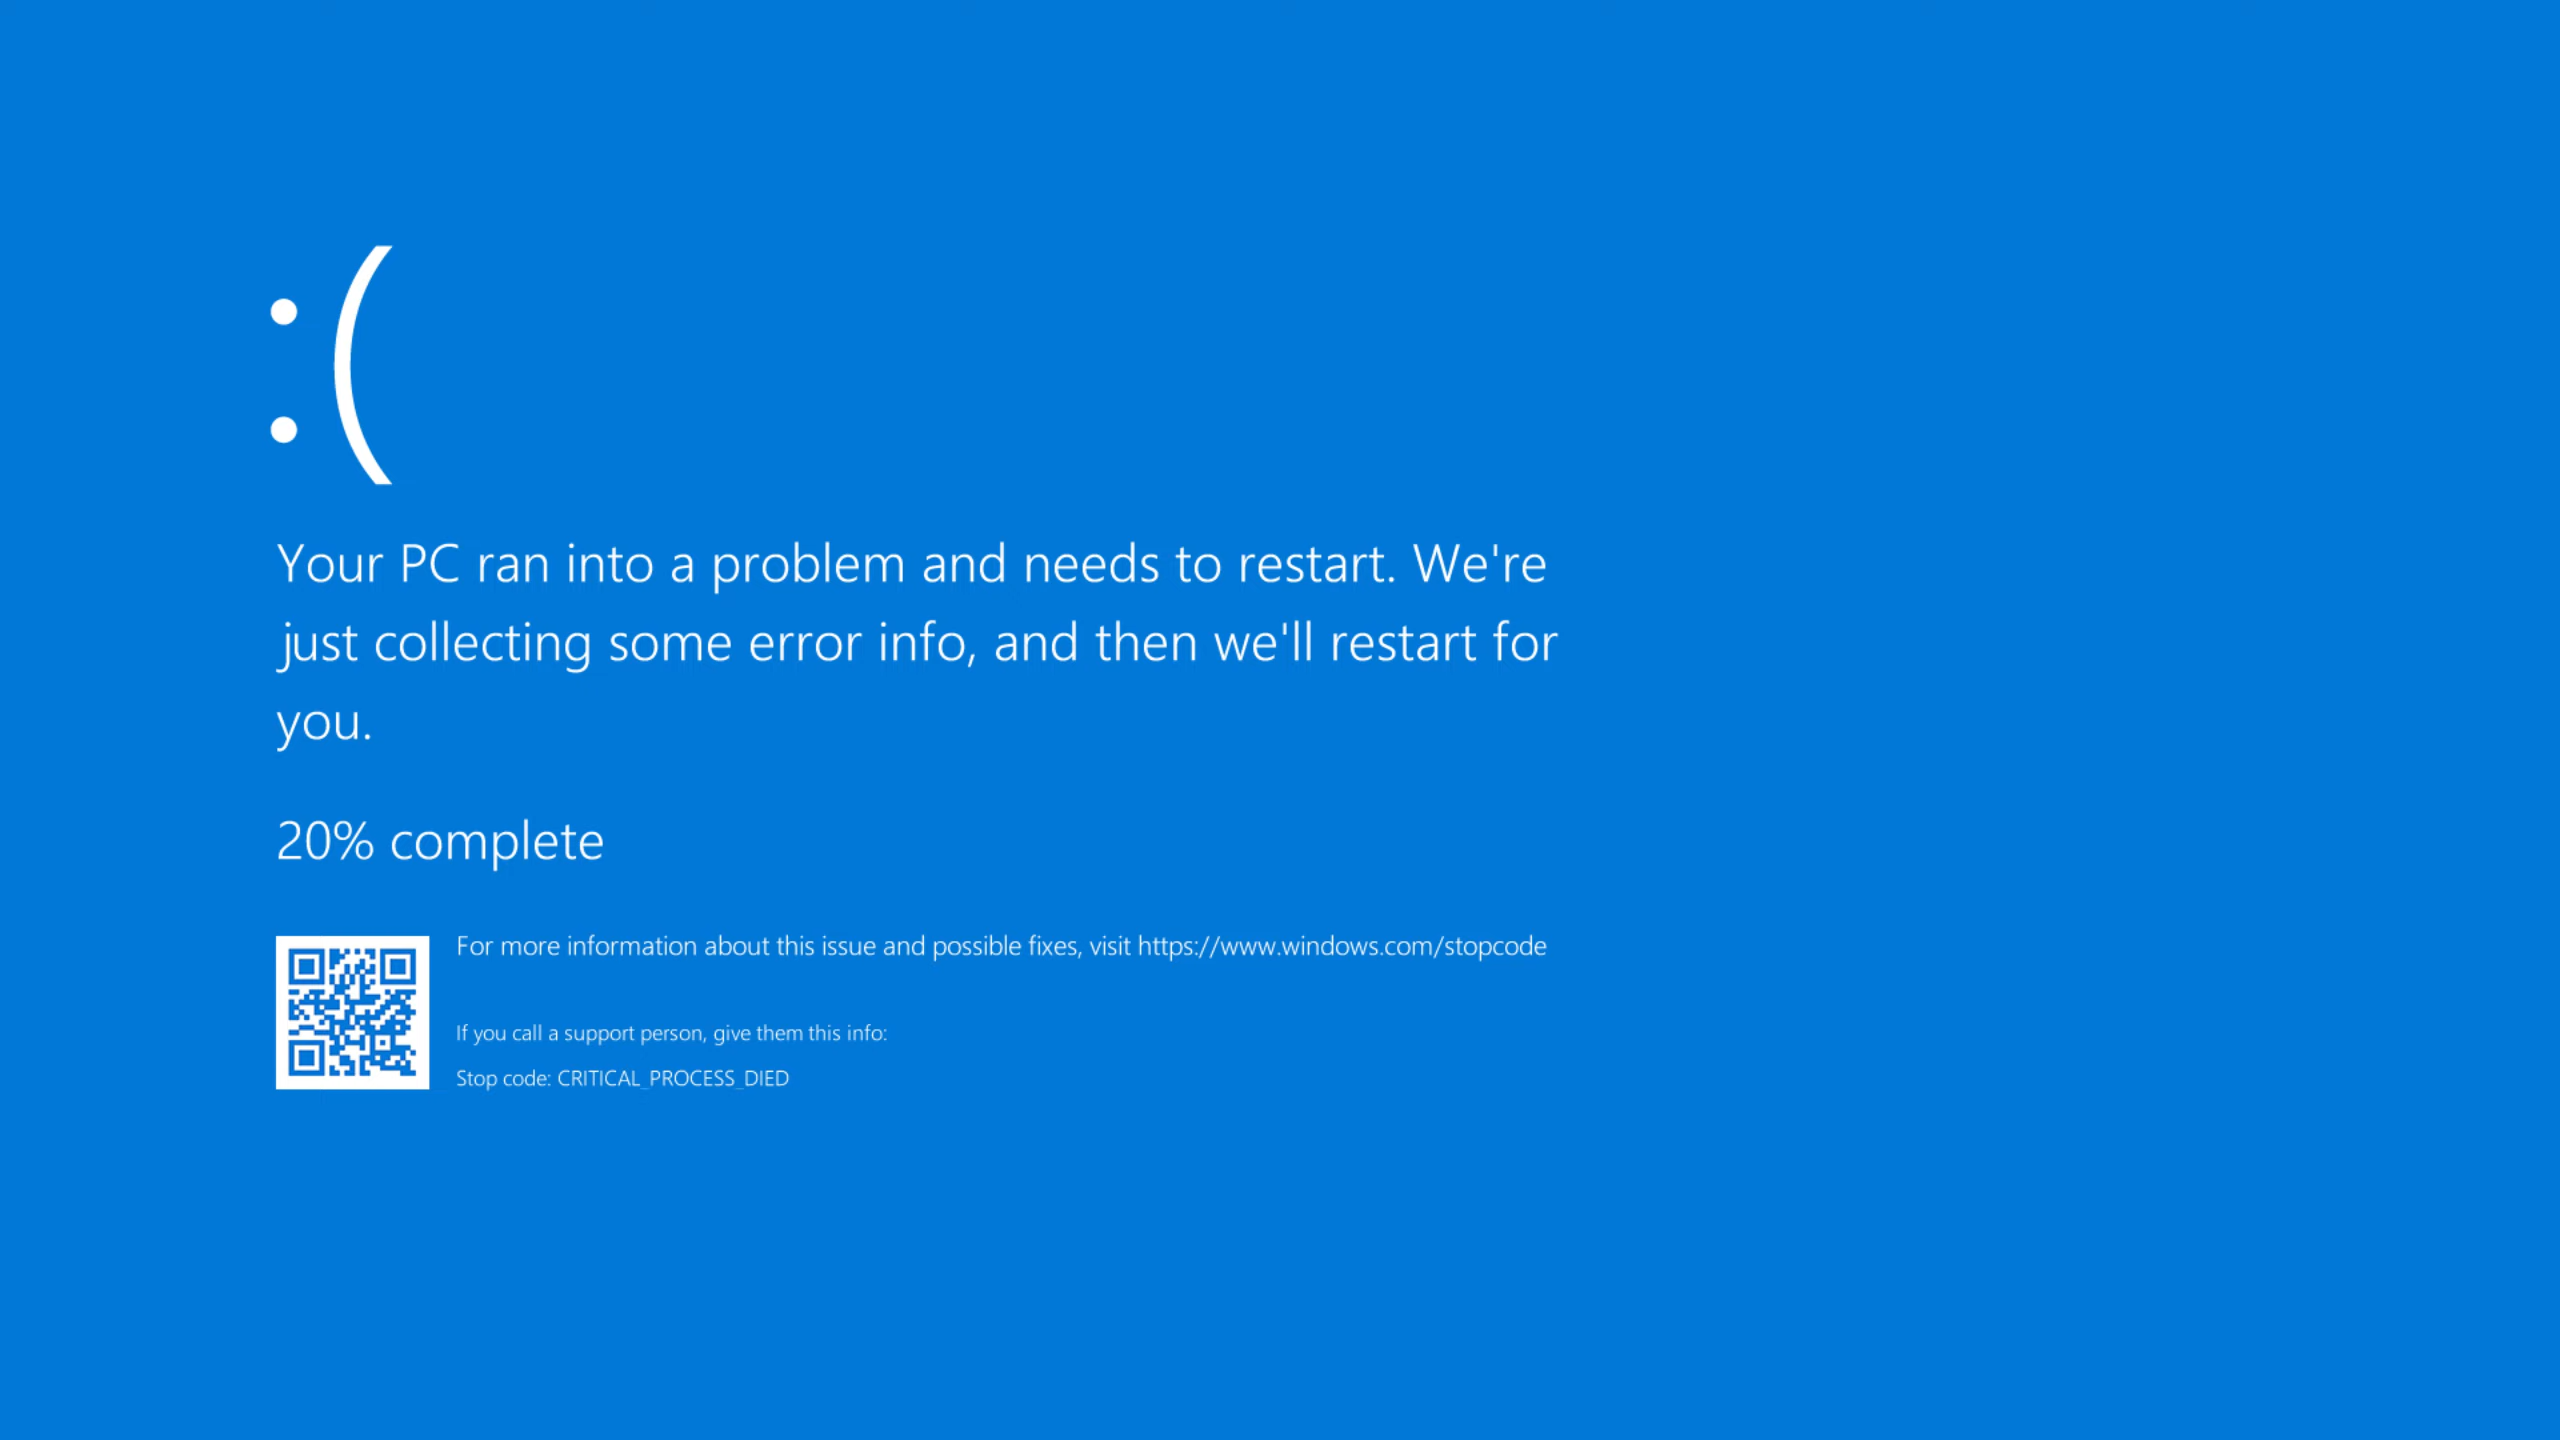 :(
Your PC ran into a problem and needs to restart. We're
just collecting some error info, and then we'll restart for
you.
20% complete
For more information about this issue and possible fixes, visit https://www.windows.com/stopcode
If you call a support person, give them this info:
Stop code: CRITICAL_PROCESS_DIED